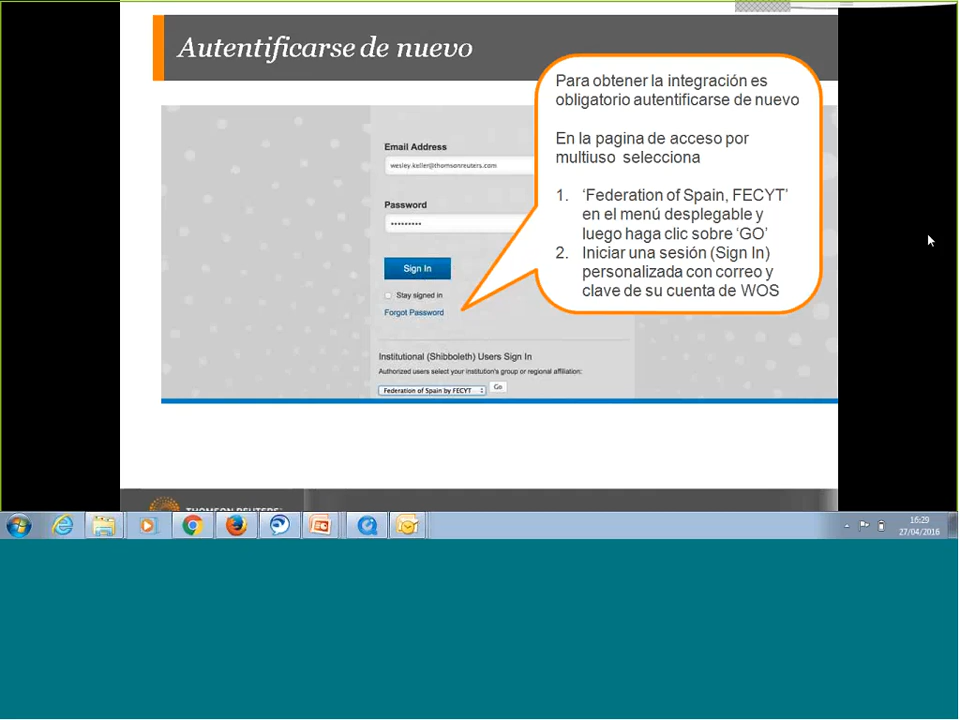 Autentificarse de nuevo
Para obtener la integración es
obligatorio autentificarse de nuevo
En la pagina de acceso por
multiuso selecciona
1. ‘Federation of Spain, FECYT’
en el menú desplegable y
luego haga clic sobre ‘GO’
2. Iniciar una sesión (Sign In)
personalizada con correo y
clave de su cuenta de WOS
Email Address
wesley.keller@thomsonreuters.com
Password
•••••••••
Sign In
Stay signed in
Forgot Password
Institutional (Shibboleth) Users Sign In
Authorized users select your institution's group or regional affiliation:
Federation of Spain by FECYT Go
THOMSON REUTERS
16:29
27/04/2016